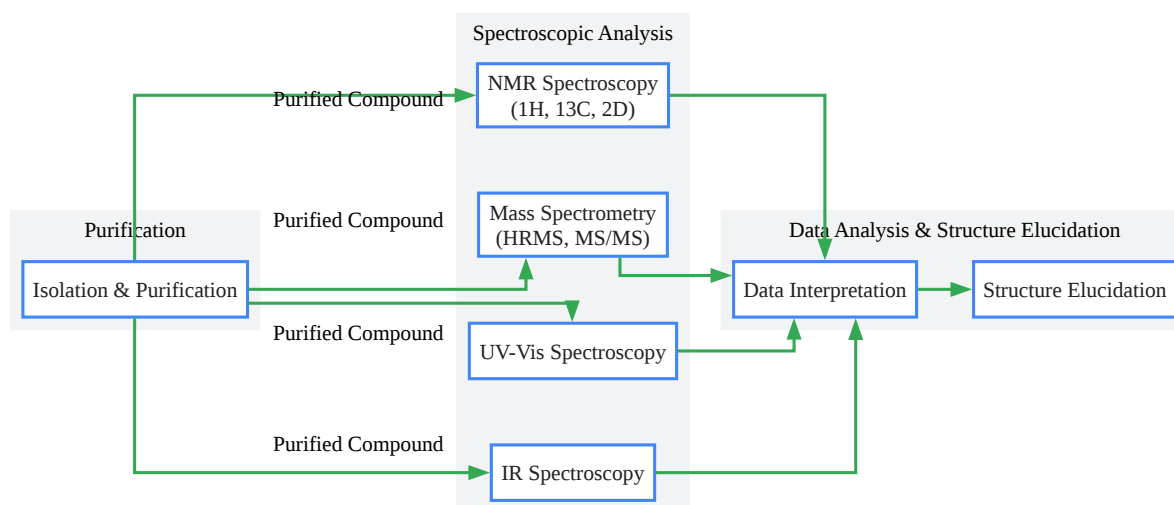 Spectroscopic Analysis
NMR Spectroscopy
(1H, 13C, 2D)
Purified Compound
Mass Spectrometry
(HRMS, MS/MS)
Purified Compound
Purification
Isolation & Purification
Data Analysis & Structure Elucidation
Data Interpretation
Structure Elucidation
Purified Compound
UV-Vis Spectroscopy
Purified Compound
IR Spectroscopy